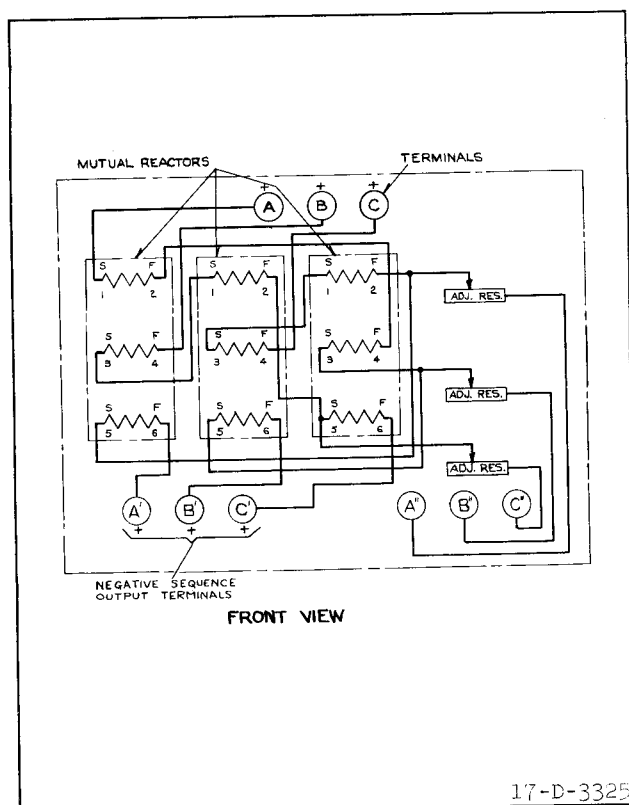 MUTUAL REACTORS
TERMINALS
+ + +
A B C
S F S F S F
1 2 1 2 1 2
ADJ. RES.
S F S F S F
3 4 3 4 3 4
ADJ. RES.
S F S F S F
5 6 5 6 5 6
ADJ. RES.
A' B' C' A" B" C"
+ + +
NEGATIVE SEQUENCE
OUTPUT TERMINALS
FRONT VIEW
17-D-3325